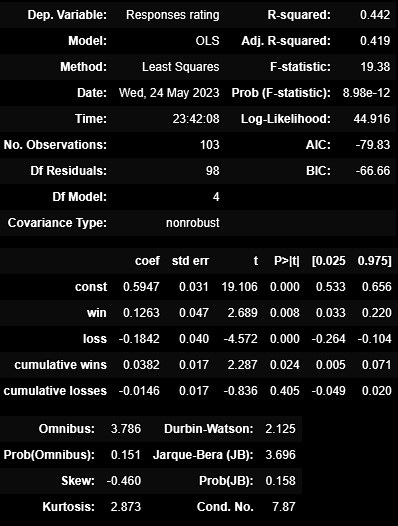 Dep. Variable: Responses rating R-squared: 0.442
Model: OLS Adj. R-squared: 0.419
Method: Least Squares F-statistic: 19.38
Date: Wed, 24 May 2023 Prob (F-statistic): 8.98e-12
Time: 23:42:08 Log-Likelihood: 44.916
No. Observations: 103 AIC: -79.83
Df Residuals: 98 BIC: -66.66
Df Model: 4
Covariance Type: nonrobust
coef std err t P>|t| [0.025 0.975]
const 0.5947 0.031 19.106 0.000 0.533 0.656
win 0.1263 0.047 2.689 0.008 0.033 0.220
loss -0.1842 0.040 -4.572 0.000 -0.264 -0.104
cumulative wins 0.0382 0.017 2.287 0.024 0.005 0.071
cumulative losses -0.0146 0.017 -0.836 0.405 -0.049 0.020
Omnibus: 3.786 Durbin-Watson: 2.125
Prob(Omnibus): 0.151 Jarque-Bera (JB): 3.696
Skew: -0.460 Prob(JB): 0.158
Kurtosis: 2.873 Cond. No. 7.87